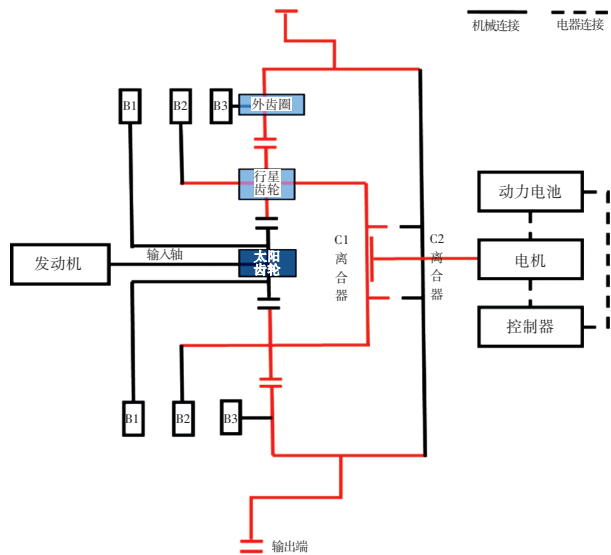 机械连接
电器连接
B1
B2
B3
外齿圈
行星
齿轮
动力电池
C1
离
合
器
C2
离
合
器
输入轴
发动机
太阳
齿轮
电机
控制器
B1
B2
B3
输出端